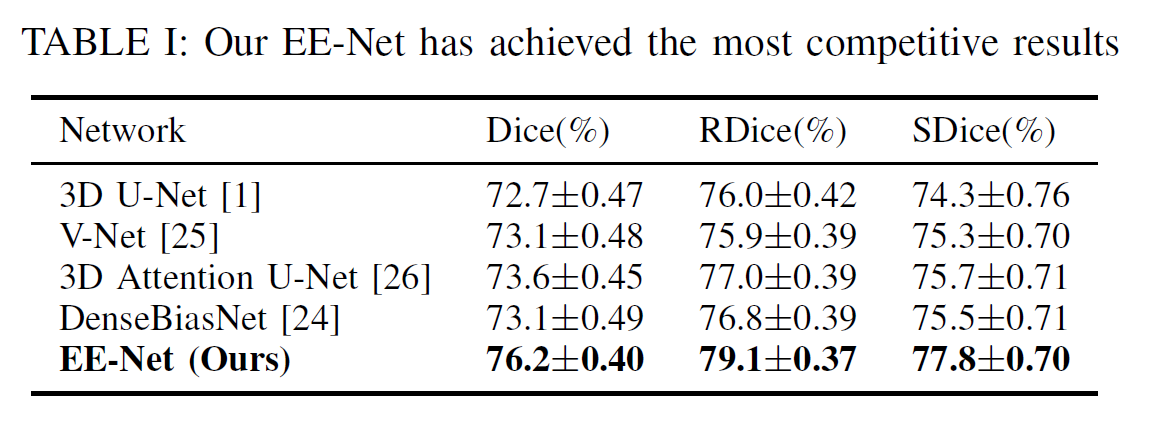 TABLE I: Our EE-Net has achieved the most competitive results
Network Dice(%) RDice(%) SDice(%)
3D U-Net [1] 72.7±0.47 76.0±0.42 74.3±0.76
V-Net [25] 73.1±0.48 75.9±0.39 75.3±0.70
3D Attention U-Net [26] 73.6±0.45 77.0±0.39 75.7±0.71
DenseBiasNet [24] 73.1±0.49 76.8±0.39 75.5±0.71
EE-Net (Ours) 76.2±0.40 79.1±0.37 77.8±0.70